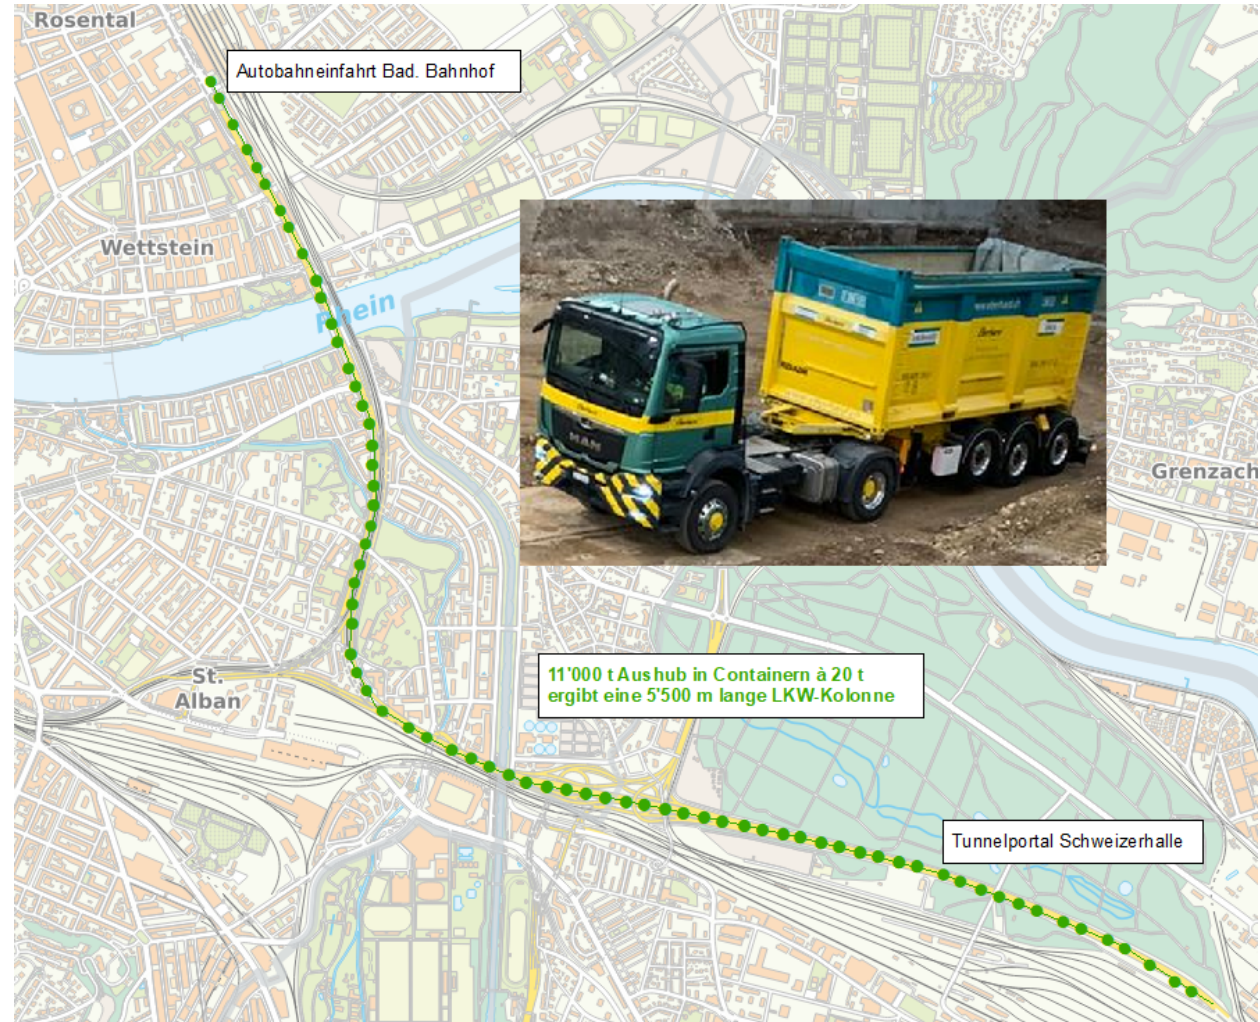 Rosental
Autobahneinfahrt Bad. Bahnhof
Wettstein
Rhein
MAN
Grenzach
11'000 t Aushub in Containern à 20 t
ergibt eine 5'500 m lange LKW-Kolonne
St.
Alban
Tunnelportal Schweizerhalle